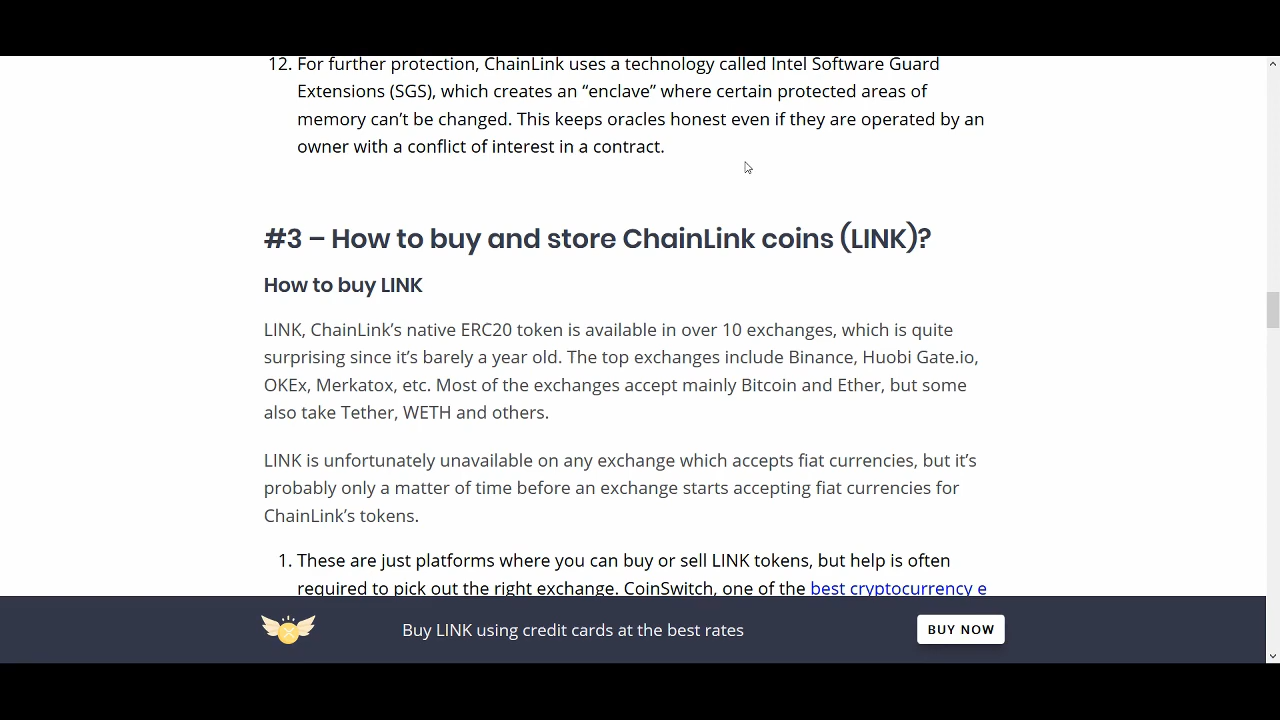 12. For further protection, ChainLink uses a technology called Intel Software Guard
Extensions (SGS), which creates an “enclave” where certain protected areas of
memory can’t be changed. This keeps oracles honest even if they are operated by an
owner with a conflict of interest in a contract.
#3 – How to buy and store ChainLink coins (LINK)?
How to buy LINK
LINK, ChainLink’s native ERC20 token is available in over 10 exchanges, which is quite
surprising since it’s barely a year old. The top exchanges include Binance, Huobi Gate.io,
OKEx, Merkatox, etc. Most of the exchanges accept mainly Bitcoin and Ether, but some
also take Tether, WETH and others.
LINK is unfortunately unavailable on any exchange which accepts fiat currencies, but it’s
probably only a matter of time before an exchange starts accepting fiat currencies for
ChainLink’s tokens.
1. These are just platforms where you can buy or sell LINK tokens, but help is often
required to pick out the right exchange. CoinSwitch, one of the best cryptocurrency e
Buy LINK using credit cards at the best rates
BUY NOW